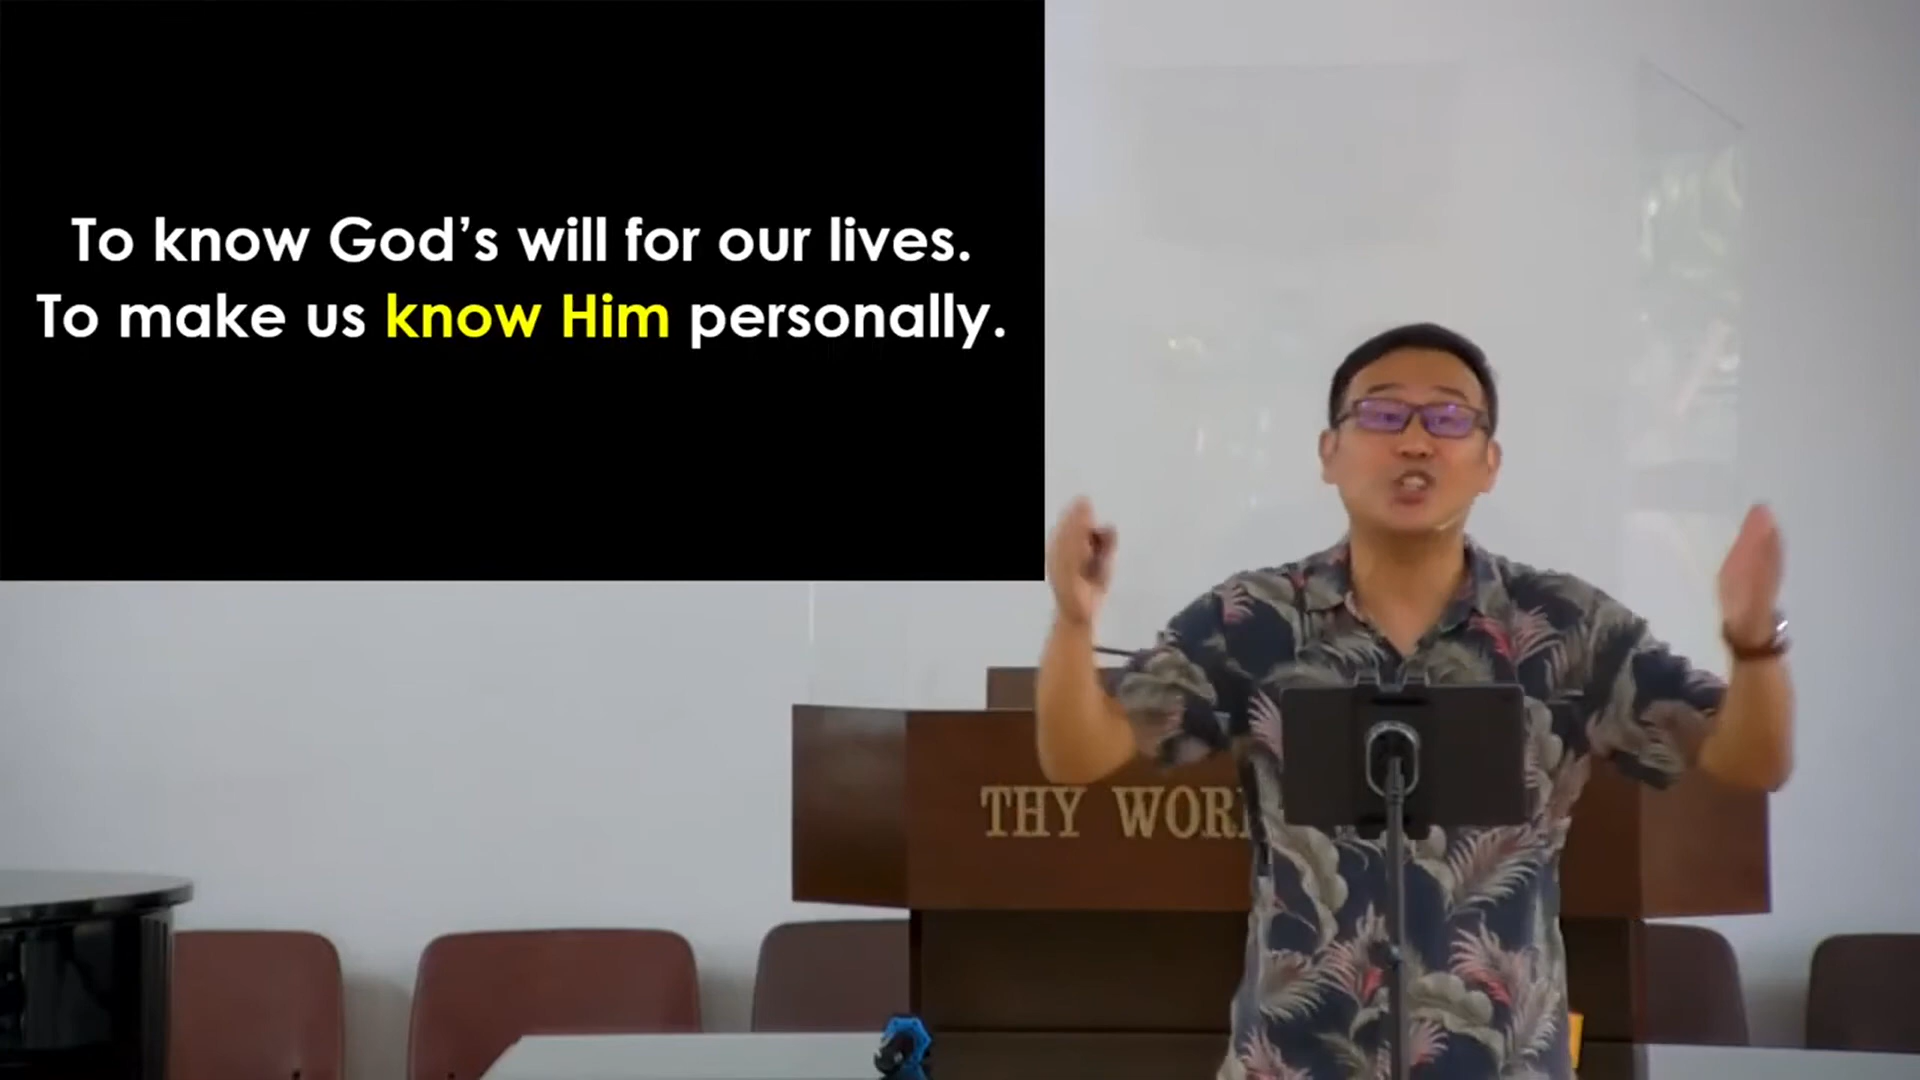 To know God’s will for our lives.
To make us know Him personally.
THY WOR